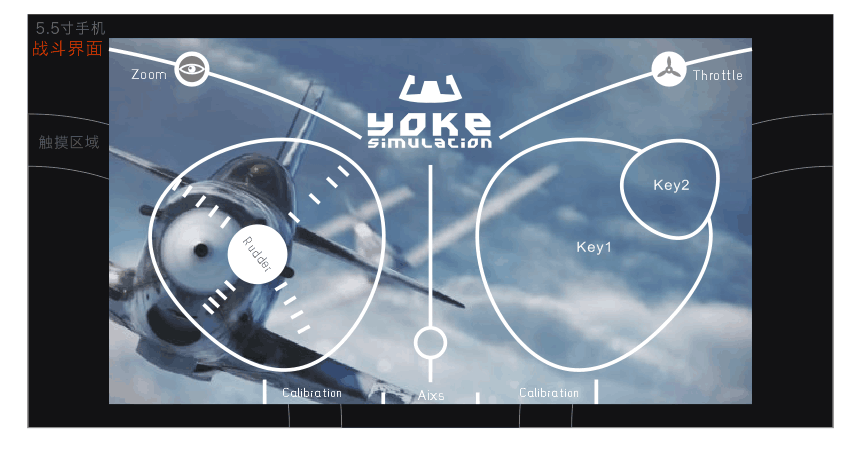 5.5寸手机
战斗界面
Zoom
Throttle
YOKE
SIMULATION
触摸区域
Key2
Key1
Rudder
Calibration
Aixs
Calibration